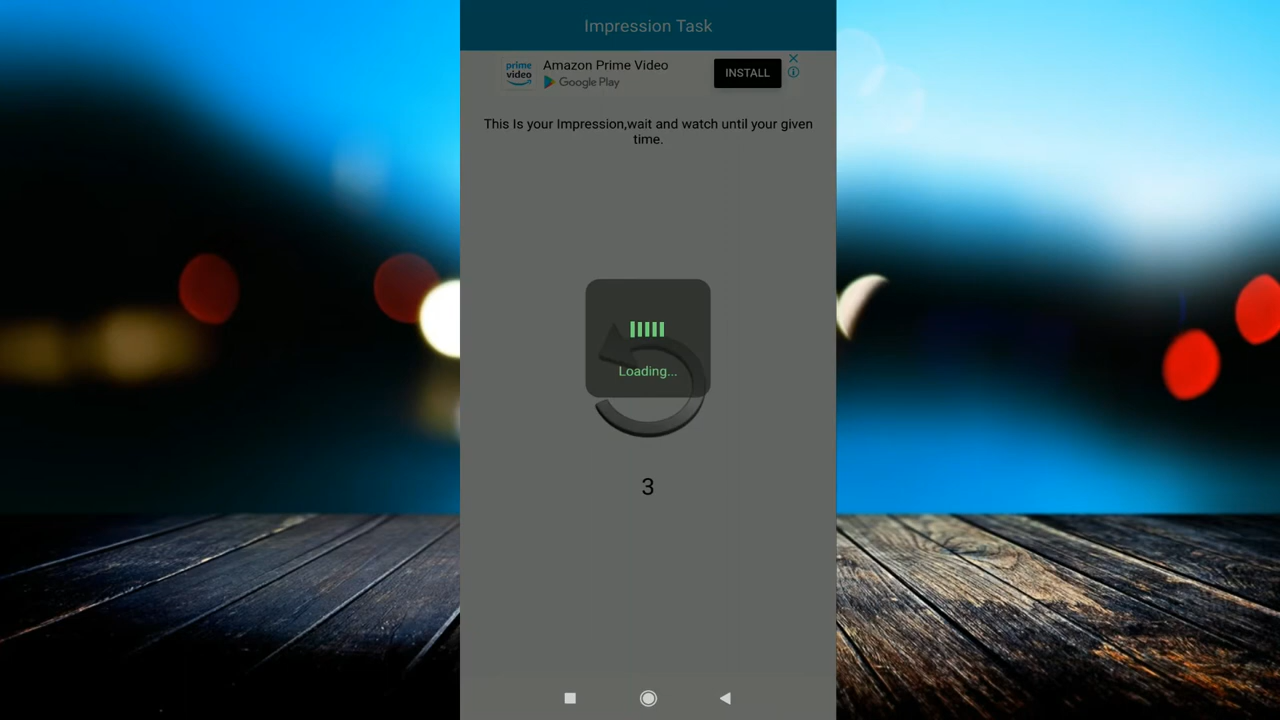 Impression Task
prime
video
Amazon Prime Video
Google Play
INSTALL
This Is your Impression,wait and watch until your given
time.
Loading...
3